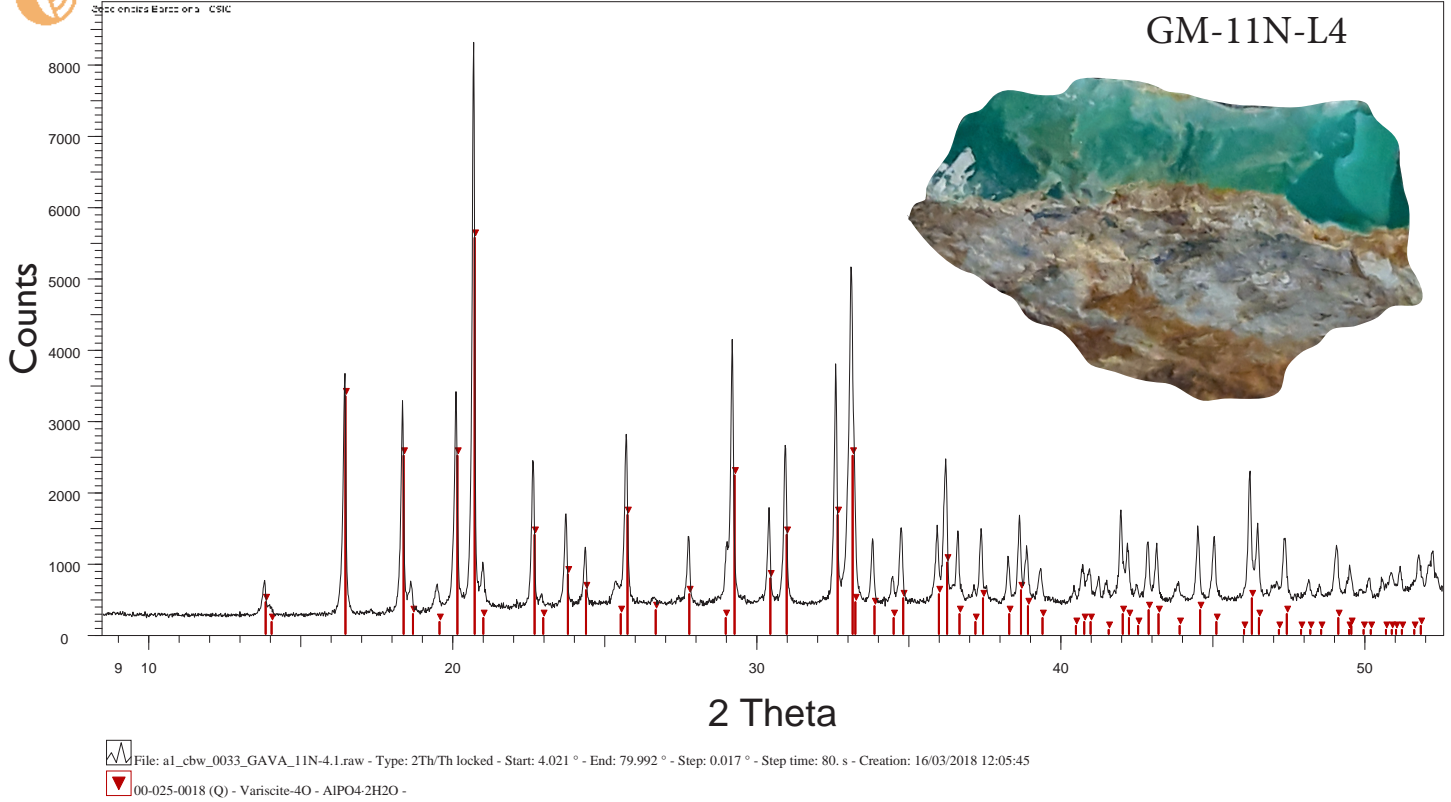 GM-11N-L4
8000
7000
6000
5000
4000
3000
2000
1000
0
Counts
9 10 20 30 40 50
2 Theta
File: a1_cbw_0033_GAVA_11N-4.1.raw - Type: 2Th/Th locked - Start: 4.021 ° - End: 79.992 ° - Step: 0.017 ° - Step time: 80. s - Creation: 16/03/2018 12:05:45
00-025-0018 (Q) - Variscite-4O - AlPO4·2H2O -